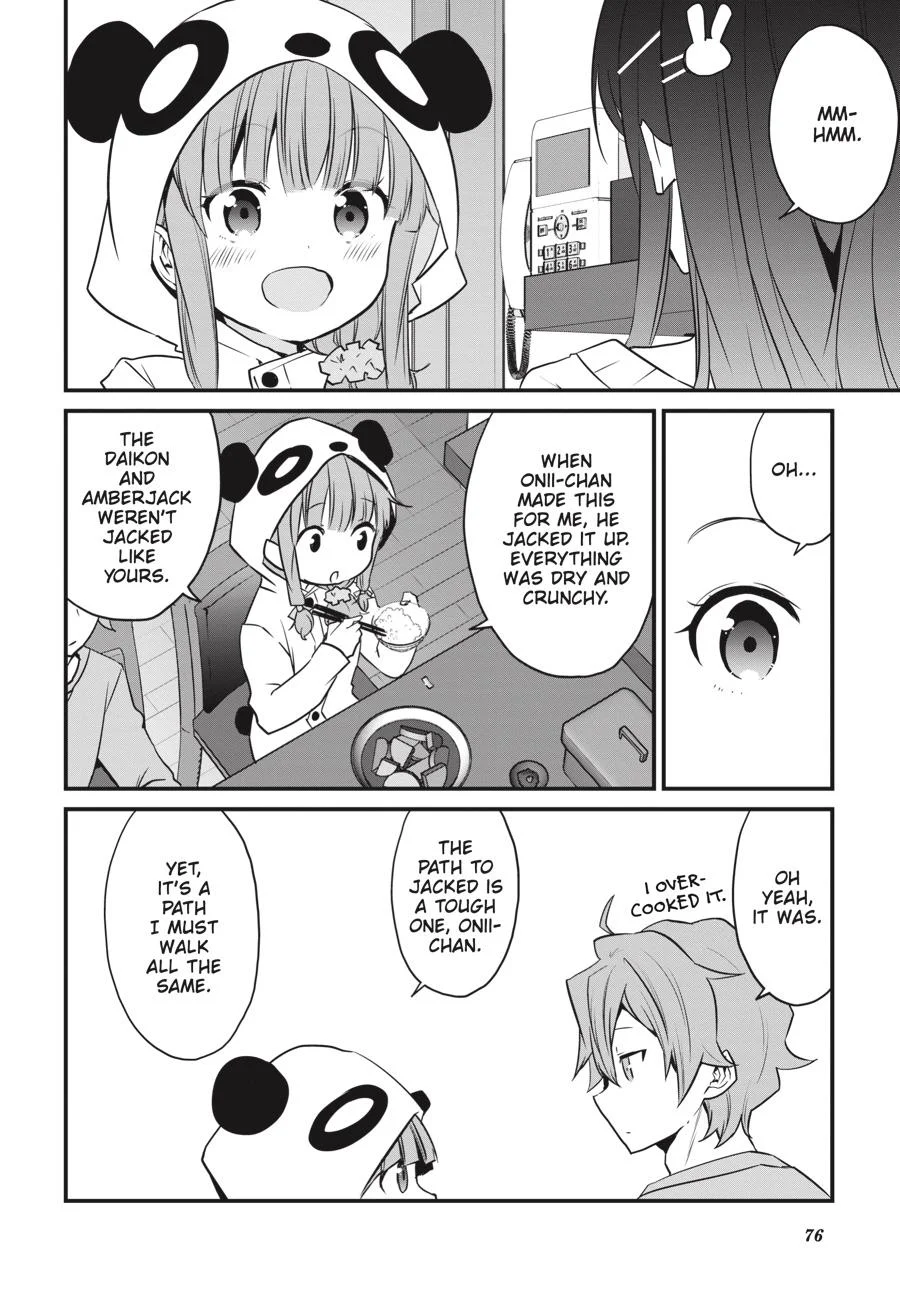 MM-
HMM.
OH...
WHEN
ONII-CHAN
MADE THIS
FOR ME, HE
JACKED IT UP.
EVERYTHING
WAS DRY AND
CRUNCHY.
THE
DAIKON
AND
AMBERJACK
WEREN'T
JACKED
LIKE
YOURS.
OH
YEAH,
IT WAS.
I OVER-
COOKED IT.
THE
PATH TO
JACKED IS
A TOUGH
ONE, ONII-
CHAN.
YET,
IT'S A
PATH
I MUST
WALK
ALL THE
SAME.
76